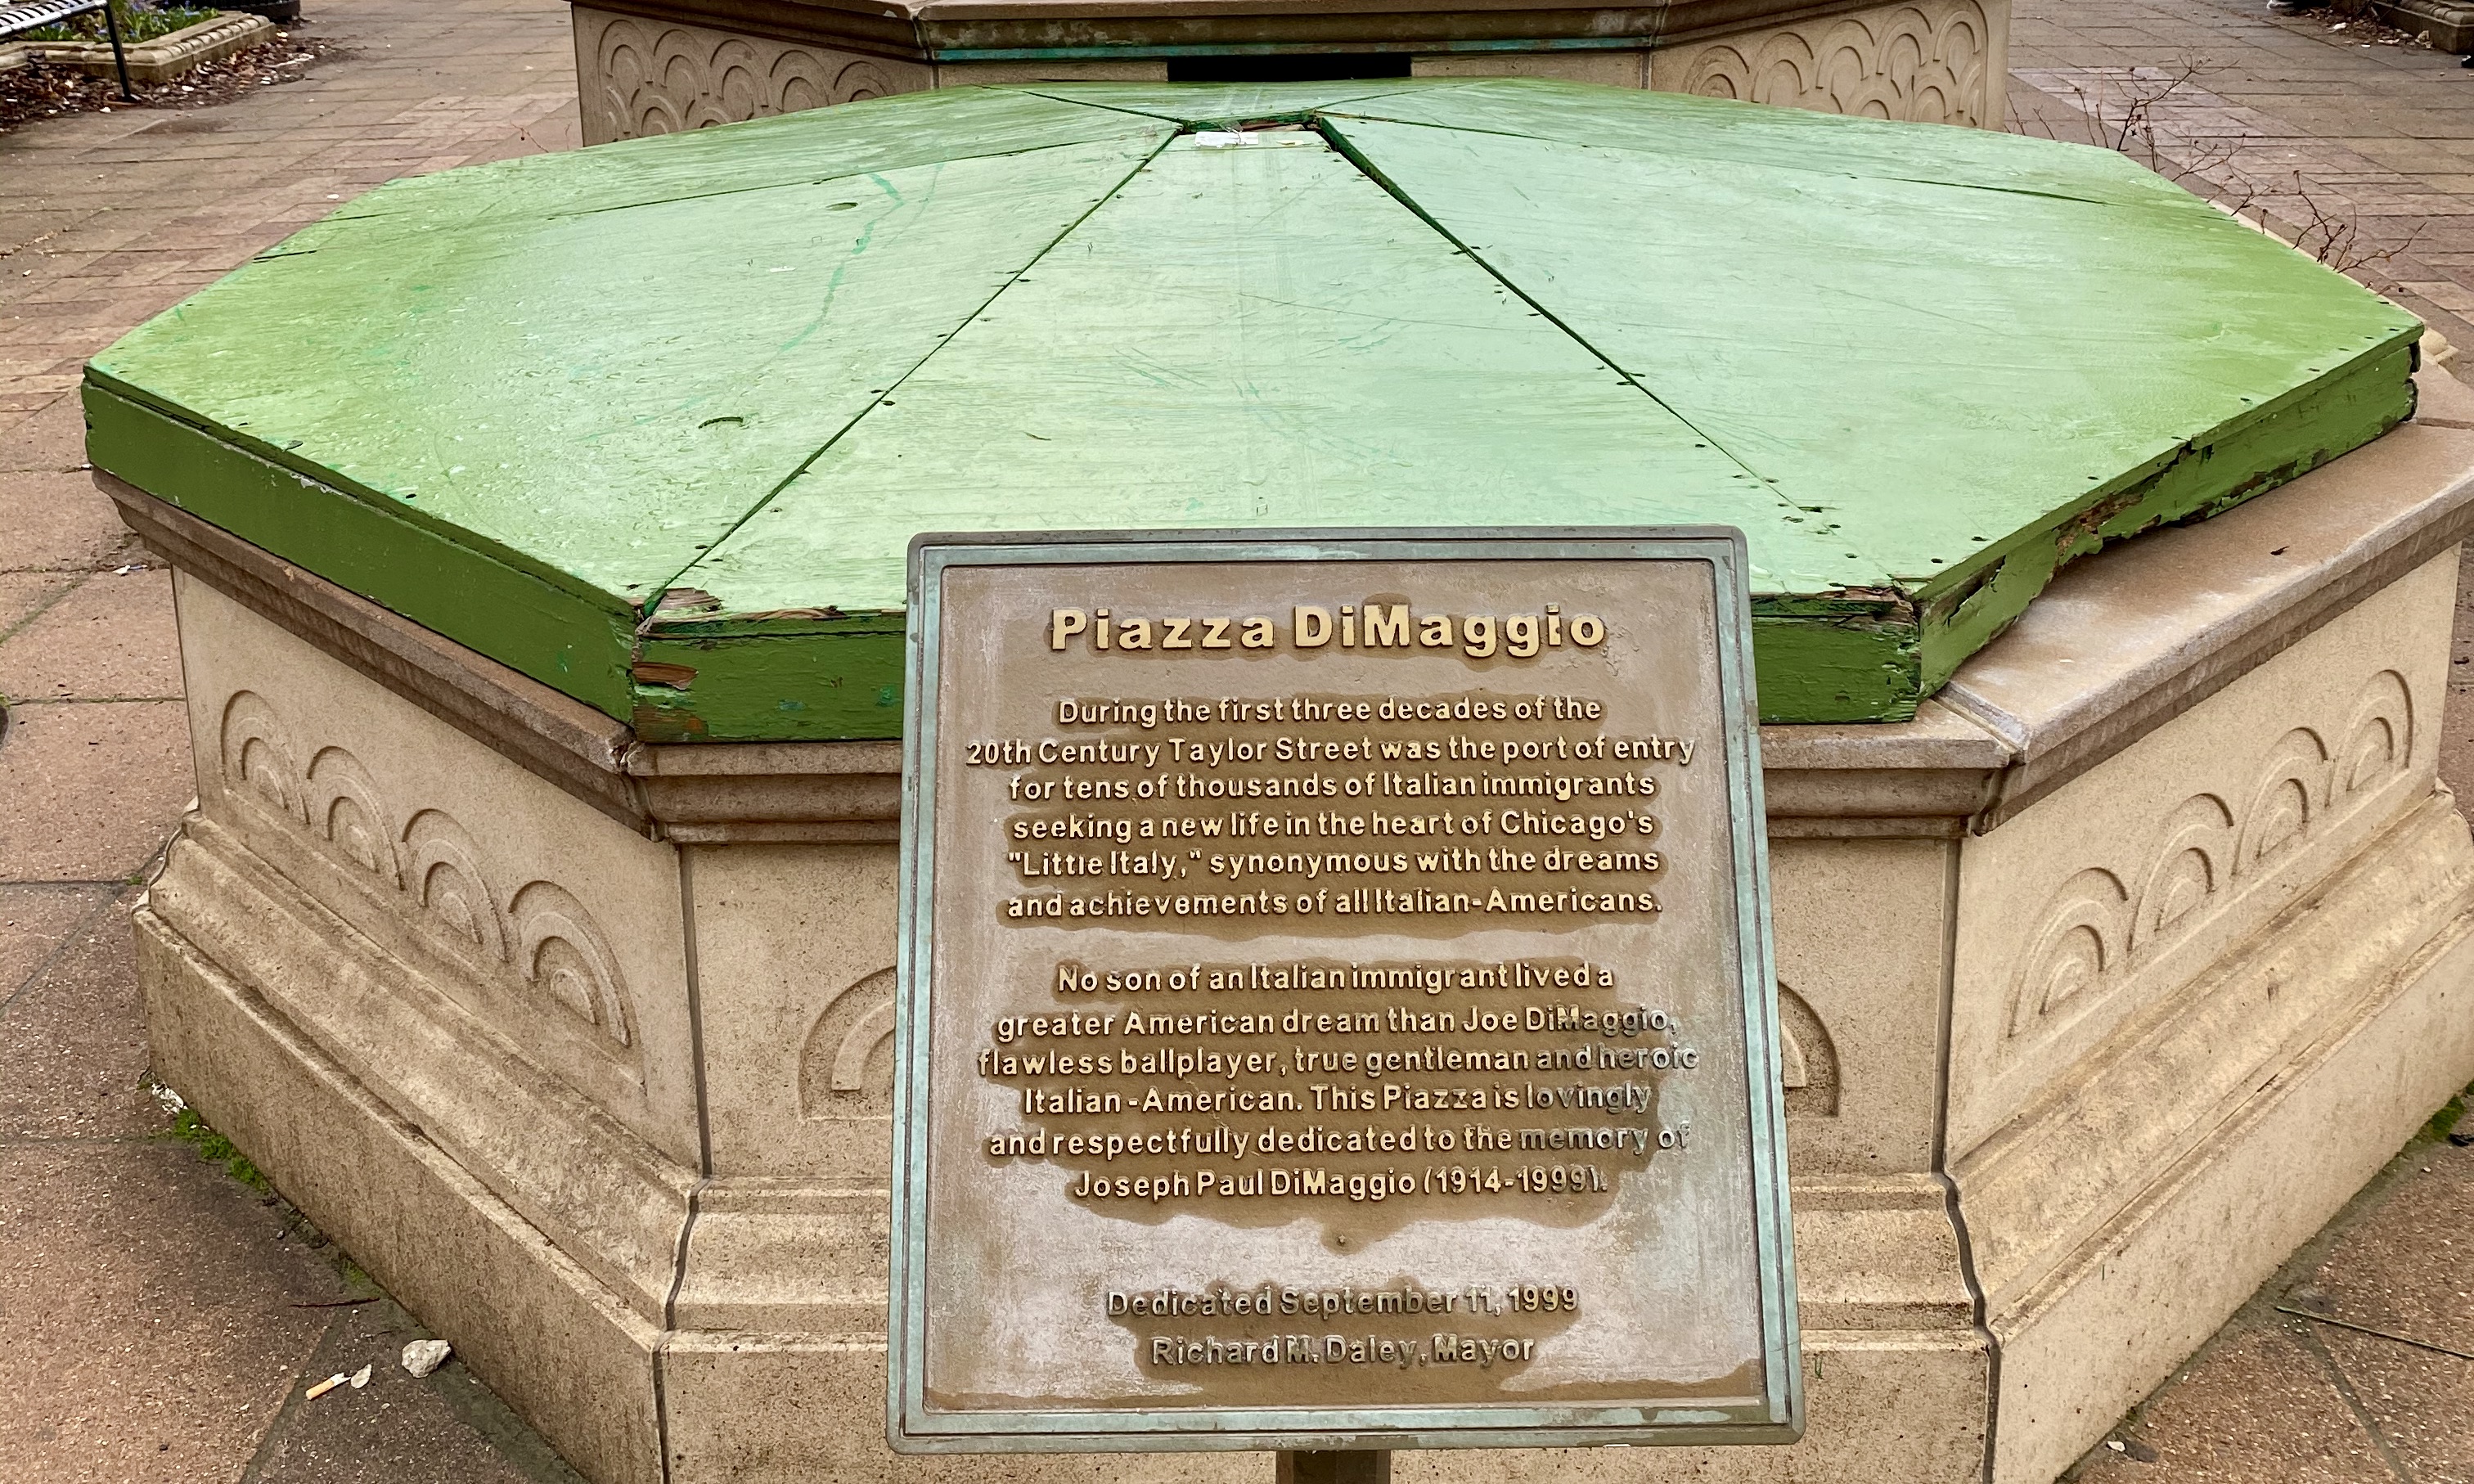 Piazza DiMaggio
During the first three decades of the
20th Century Taylor Street was the port of entry
for tens of thousands of Italian immigrants
seeking a new life in the heart of Chicago's
"Little Italy," synonymous with the dreams
and achievements of all Italian-Americans.
No son of an Italian immigrant lived a
greater American dream than Joe DiMaggio,
flawless ballplayer, true gentleman and heroic
Italian-American. This Piazza is lovingly
and respectfully dedicated to the memory of
Joseph Paul DiMaggio (1914-1999).
Dedicated September 11, 1999
Richard M. Daley, Mayor